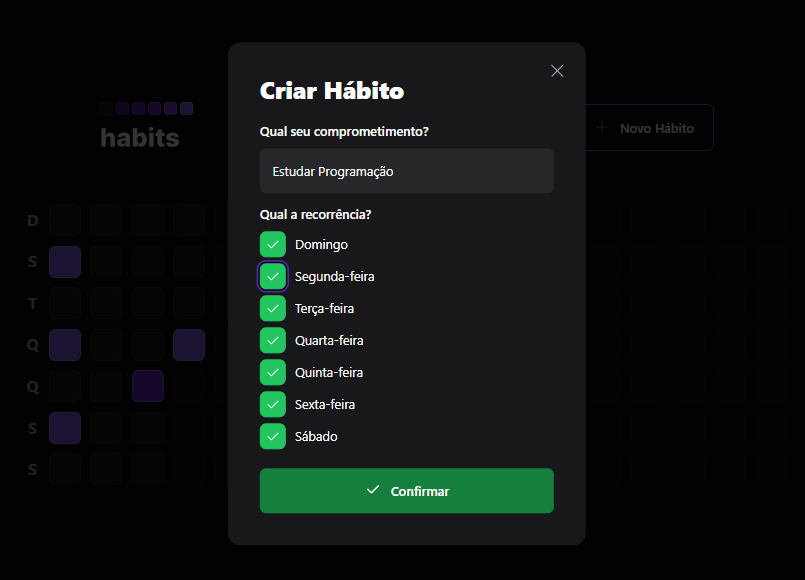 Criar Hábito
Qual seu comprometimento?
Estudar Programação
Qual a recorrência?
Domingo
Segunda-feira
Terça-feira
Quarta-feira
Quinta-feira
Sexta-feira
Sábado
Confirmar
habits
Novo Hábito
D
S
T
Q
Q
S
S